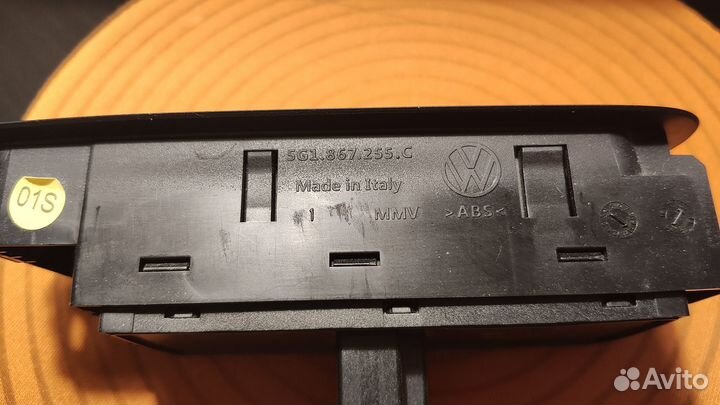 5G1.867.255.C
Made in Italy
1 MMV >ABS<
01S
Avito